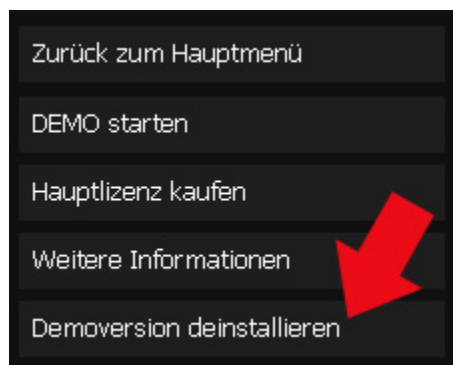 Zurück zum Hauptmenü
DEMO starten
Hauptlizenz kaufen
Weitere Informationen
Demoversion deinstallieren